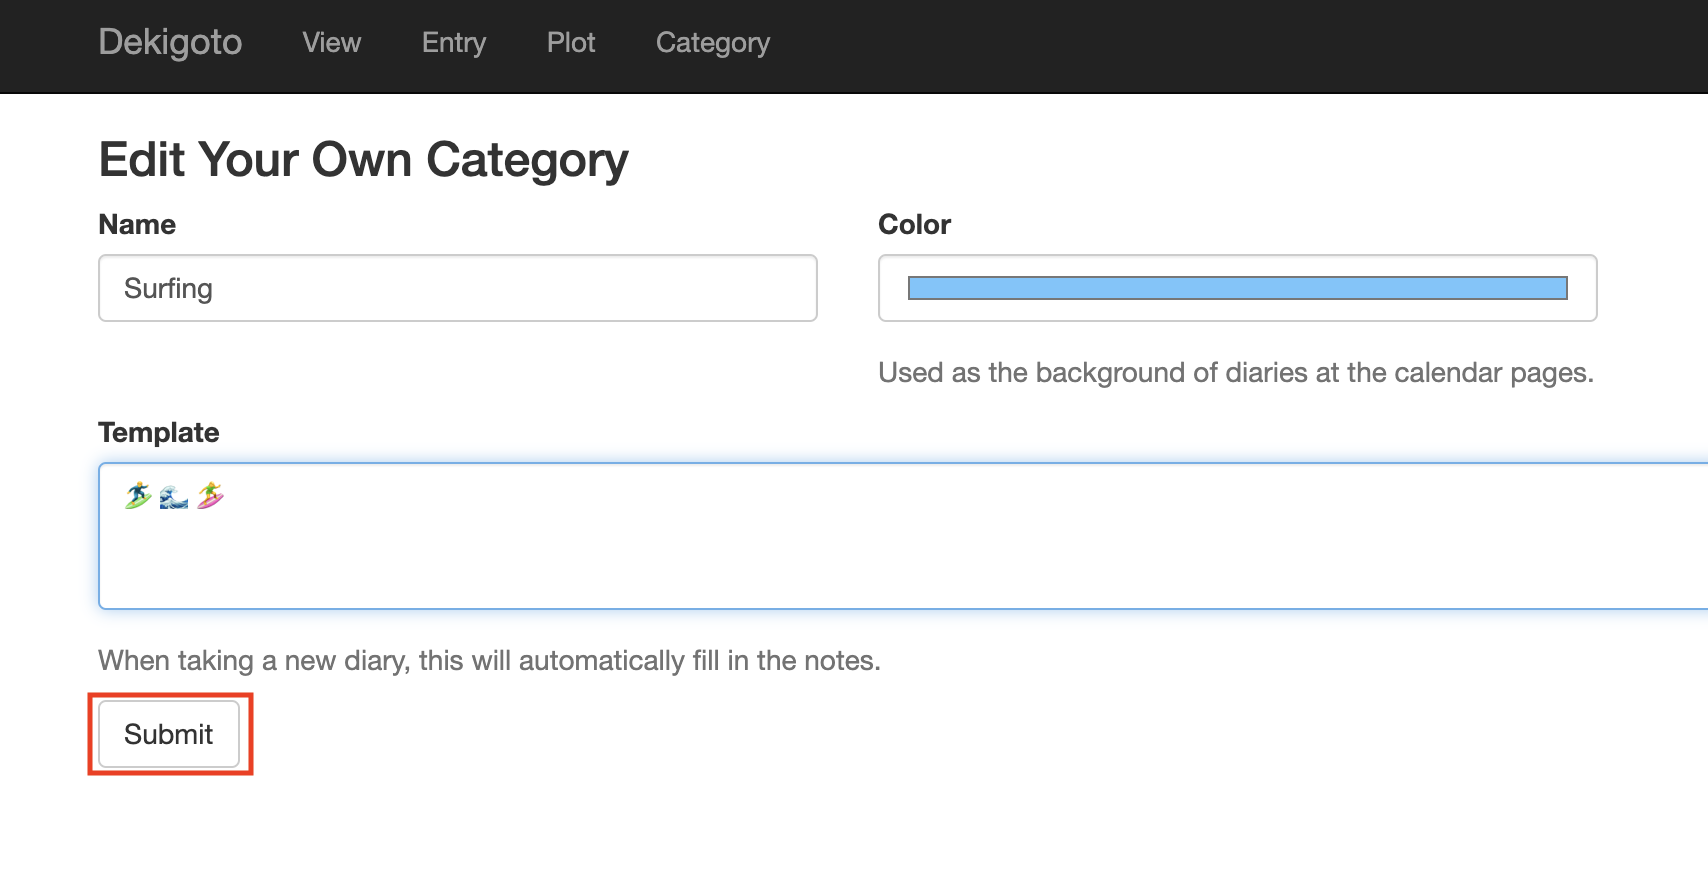 Dekigoto View Entry Plot Category
Edit Your Own Category
Name Color
Surfing
Used as the background of diaries at the calendar pages.
Template
🏄‍♂️🌊🏄‍♀️
When taking a new diary, this will automatically fill in the notes.
Submit